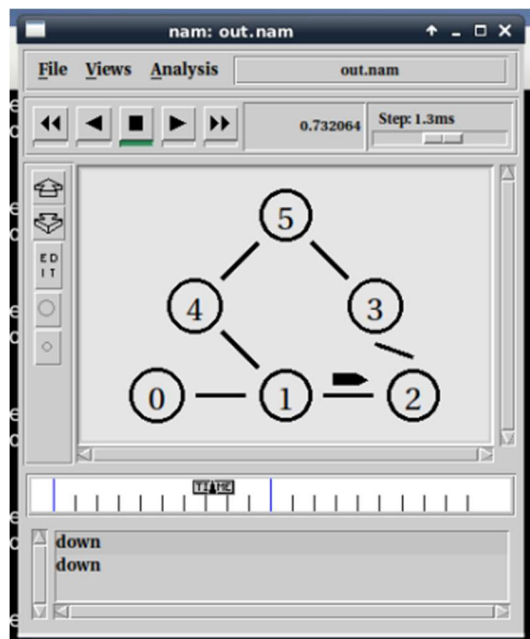 nam: out.nam
File Views Analysis out.nam
0.732064 Step: 1.3ms
E D
I T
5
4 3
0 1 2
TIME
down
down